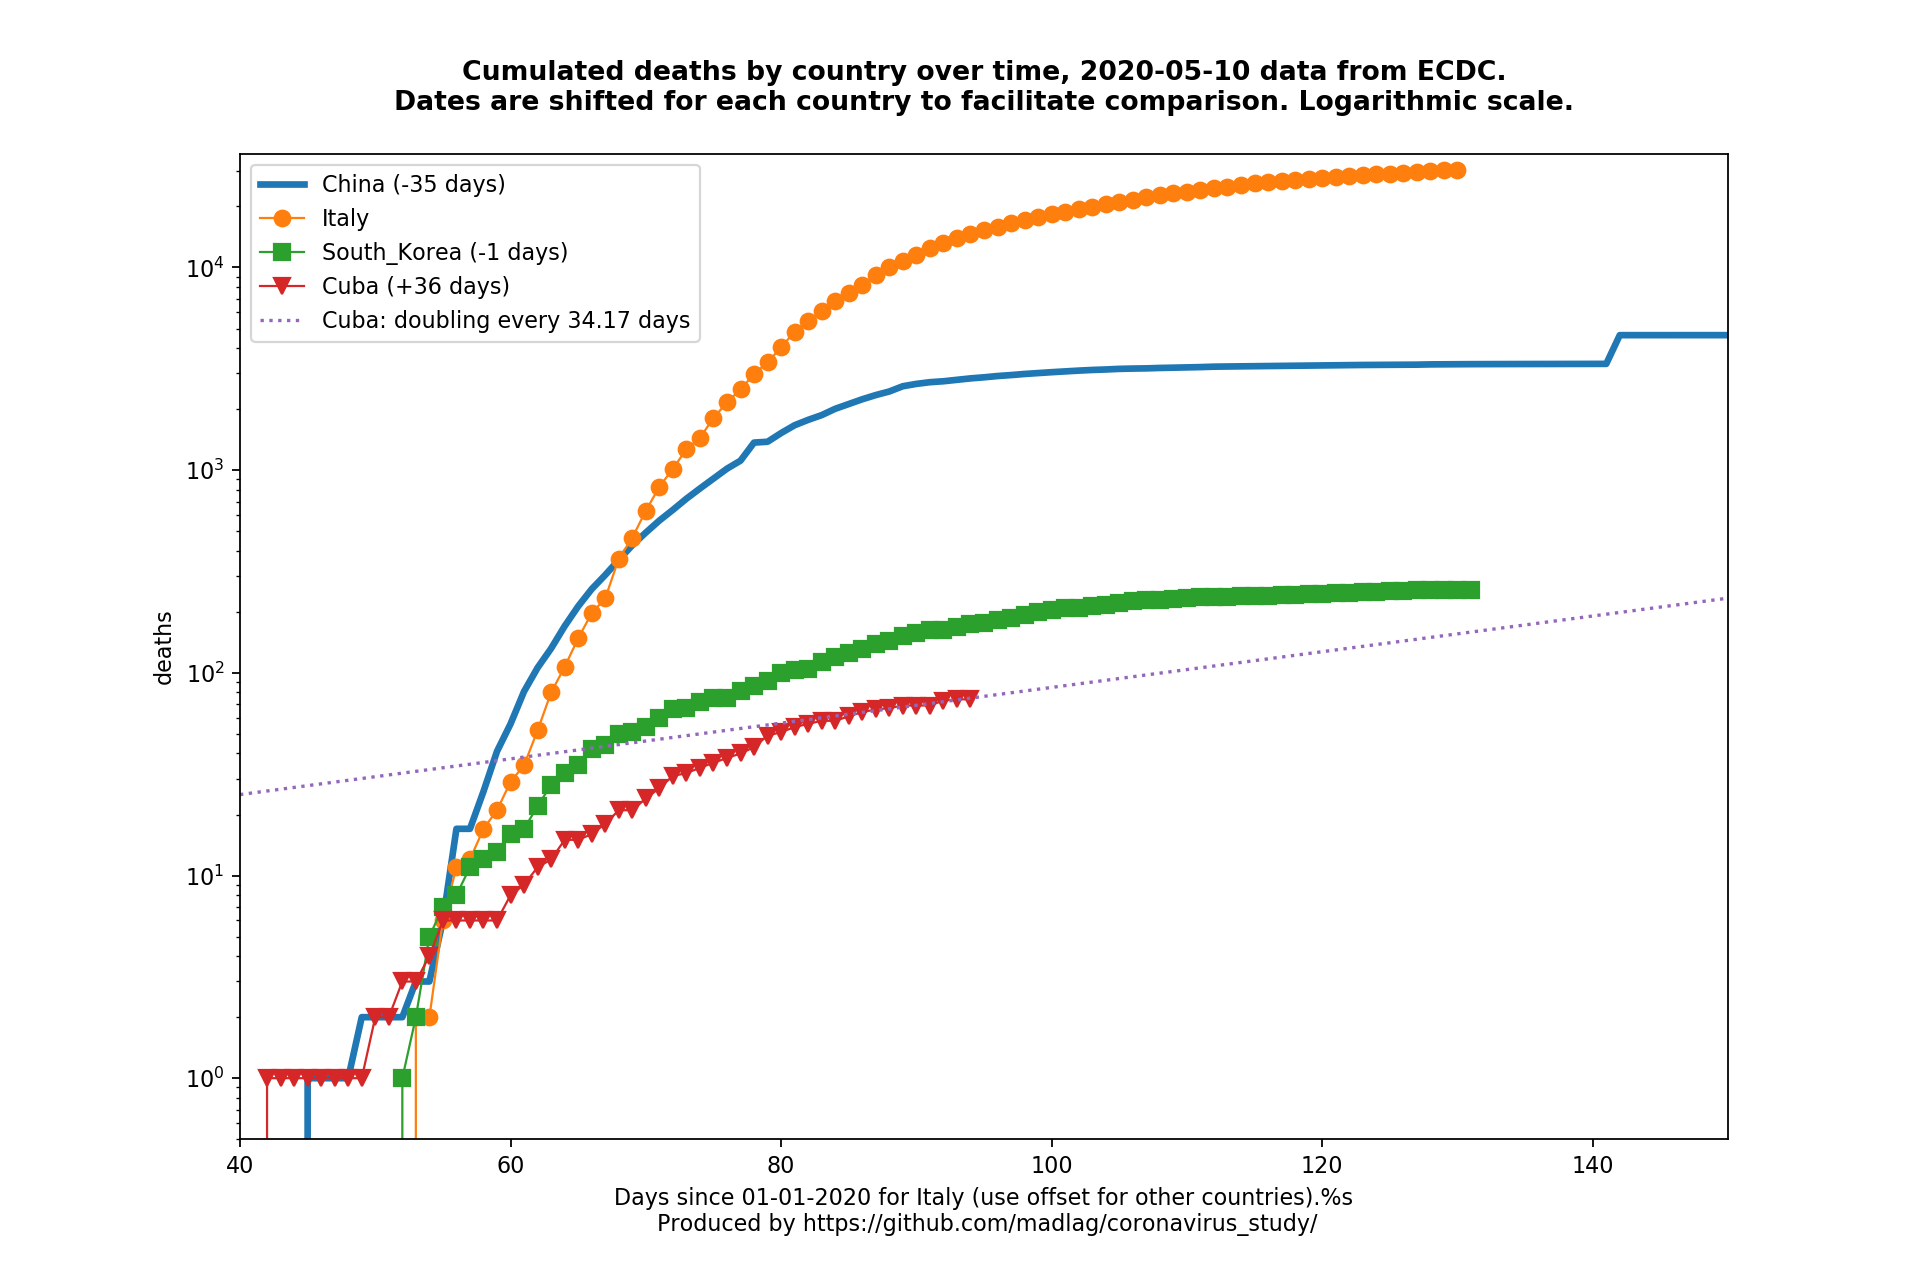 Cumulated deaths by country over time, 2020-05-10 data from ECDC.
Dates are shifted for each country to facilitate comparison. Logarithmic scale.
China (-35 days)
Italy
South_Korea (-1 days)
Cuba (+36 days)
Cuba: doubling every 34.17 days
deaths
10⁴
10³
10²
10¹
10⁰
40 60 80 100 120 140
Days since 01-01-2020 for Italy (use offset for other countries).%s
Produced by https://github.com/madlag/coronavirus_study/